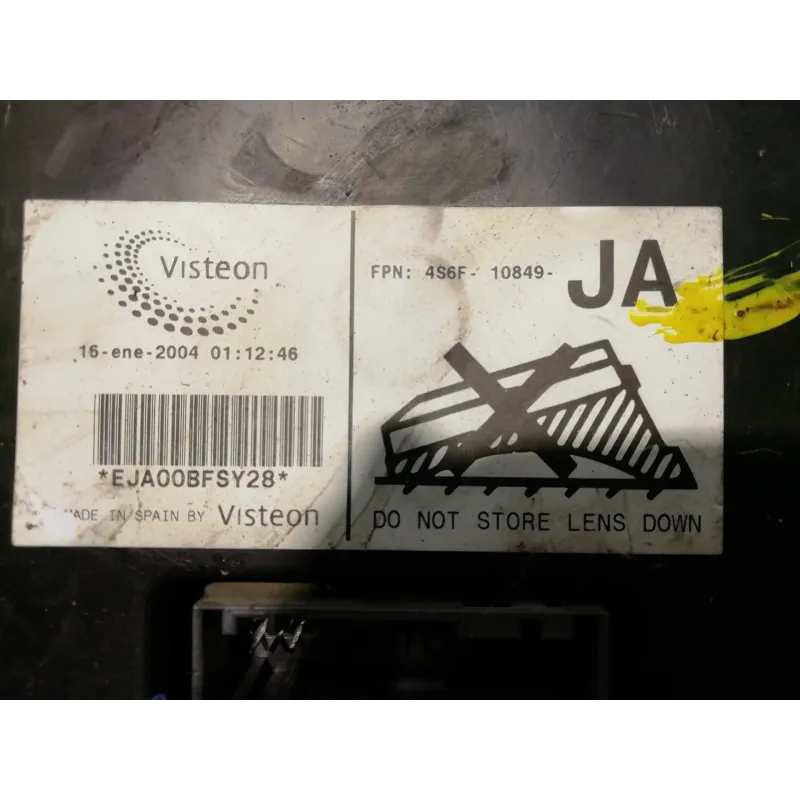 Visteon
16-ene-2004 01:12:46
*EJA00BFSY28*
MADE IN SPAIN BY Visteon
FPN: 4S6F- 10849- JA
DO NOT STORE LENS DOWN